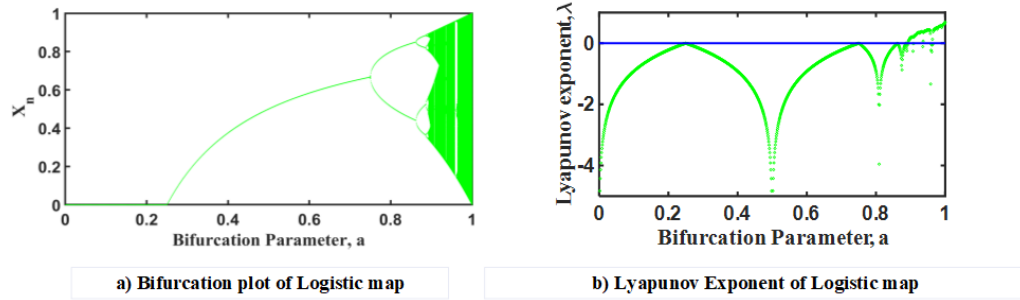 1
0.8
0.6
0.4
0.2
0
X_n
0 0.2 0.4 0.6 0.8 1
Bifurcation Parameter, a
a) Bifurcation plot of Logistic map
Lyapunov exponent, λ
0
-2
-4
0 0.2 0.4 0.6 0.8 1
Bifurcation Parameter, a
b) Lyapunov Exponent of Logistic map